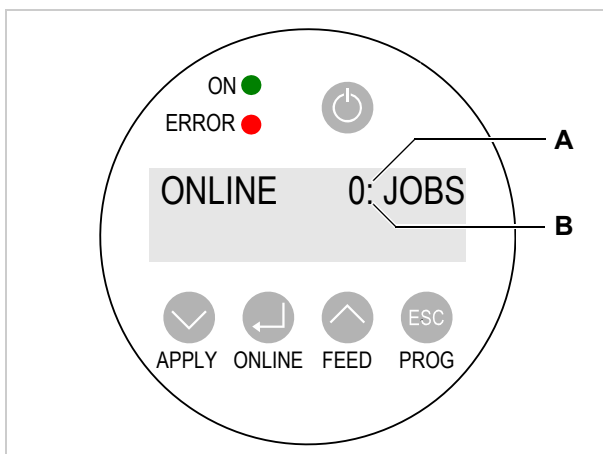 ON
ERROR
A
ONLINE 0: JOBS
B
ESC
APPLY ONLINE FEED PROG